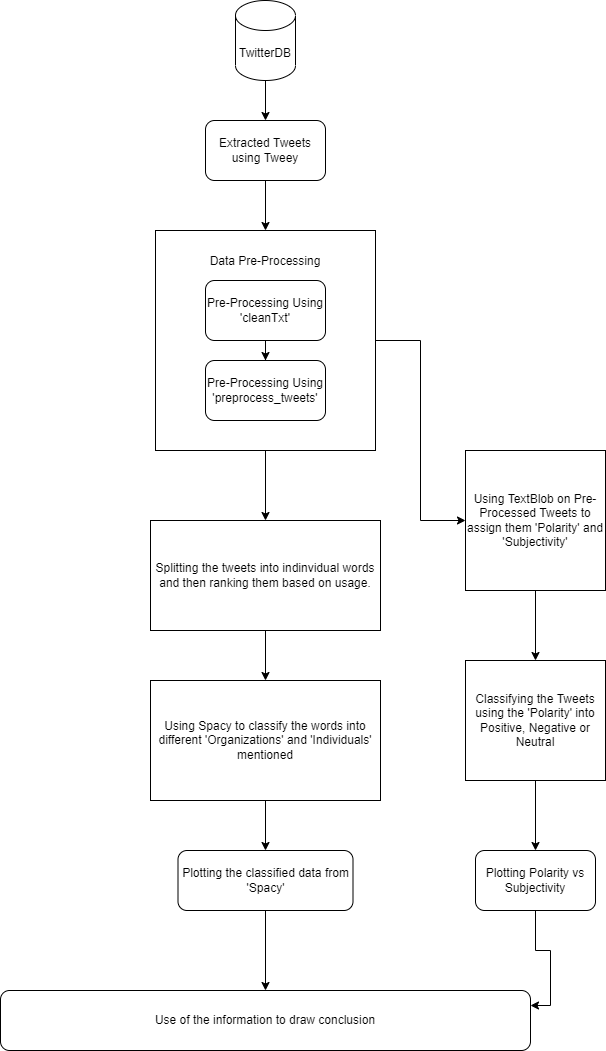 TwitterDB
Extracted Tweets
using Tweey
Data Pre-Processing
Pre-Processing Using
'cleanTxt'
Pre-Processing Using
'preprocess_tweets'
Using TextBlob on Pre-
Processed Tweets to
assign them 'Polarity' and
'Subjectivity'
Splitting the tweets into indinvidual words
and then ranking them based on usage.
Using Spacy to classify the words into
different 'Organizations' and 'Individuals'
mentioned
Classifying the Tweets
using the 'Polarity' into
Positive, Negative or
Neutral
Plotting the classified data from
'Spacy'
Plotting Polarity vs
Subjectivity
Use of the information to draw conclusion